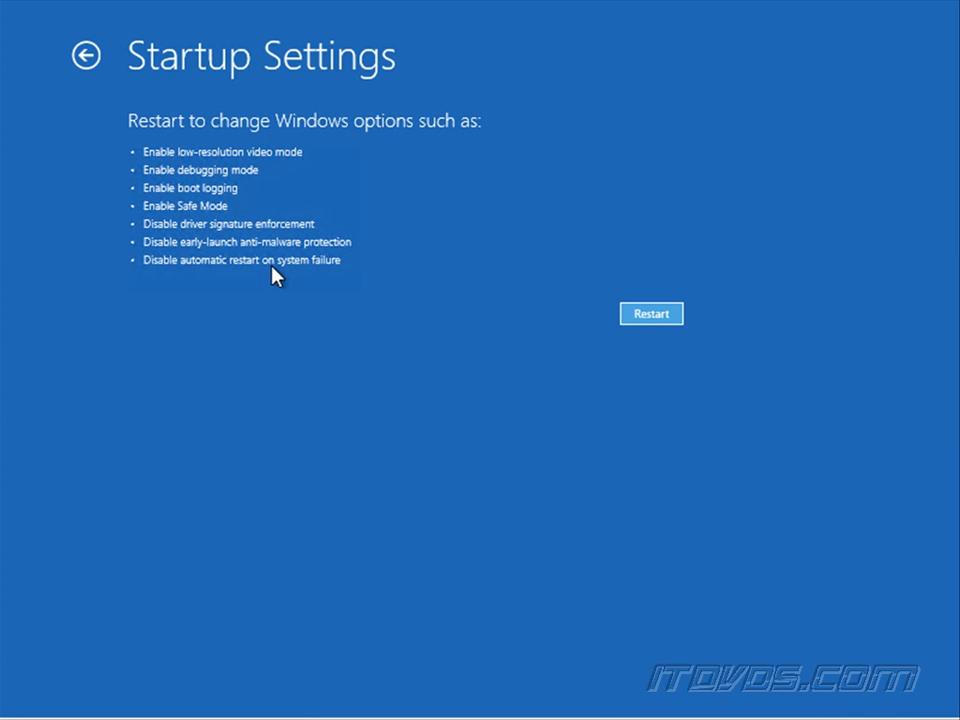 Startup Settings
Restart to change Windows options such as:
• Enable low-resolution video mode
• Enable debugging mode
• Enable boot logging
• Enable Safe Mode
• Disable driver signature enforcement
• Disable early-launch anti-malware protection
• Disable automatic restart on system failure
Restart
ITDVDS.COM